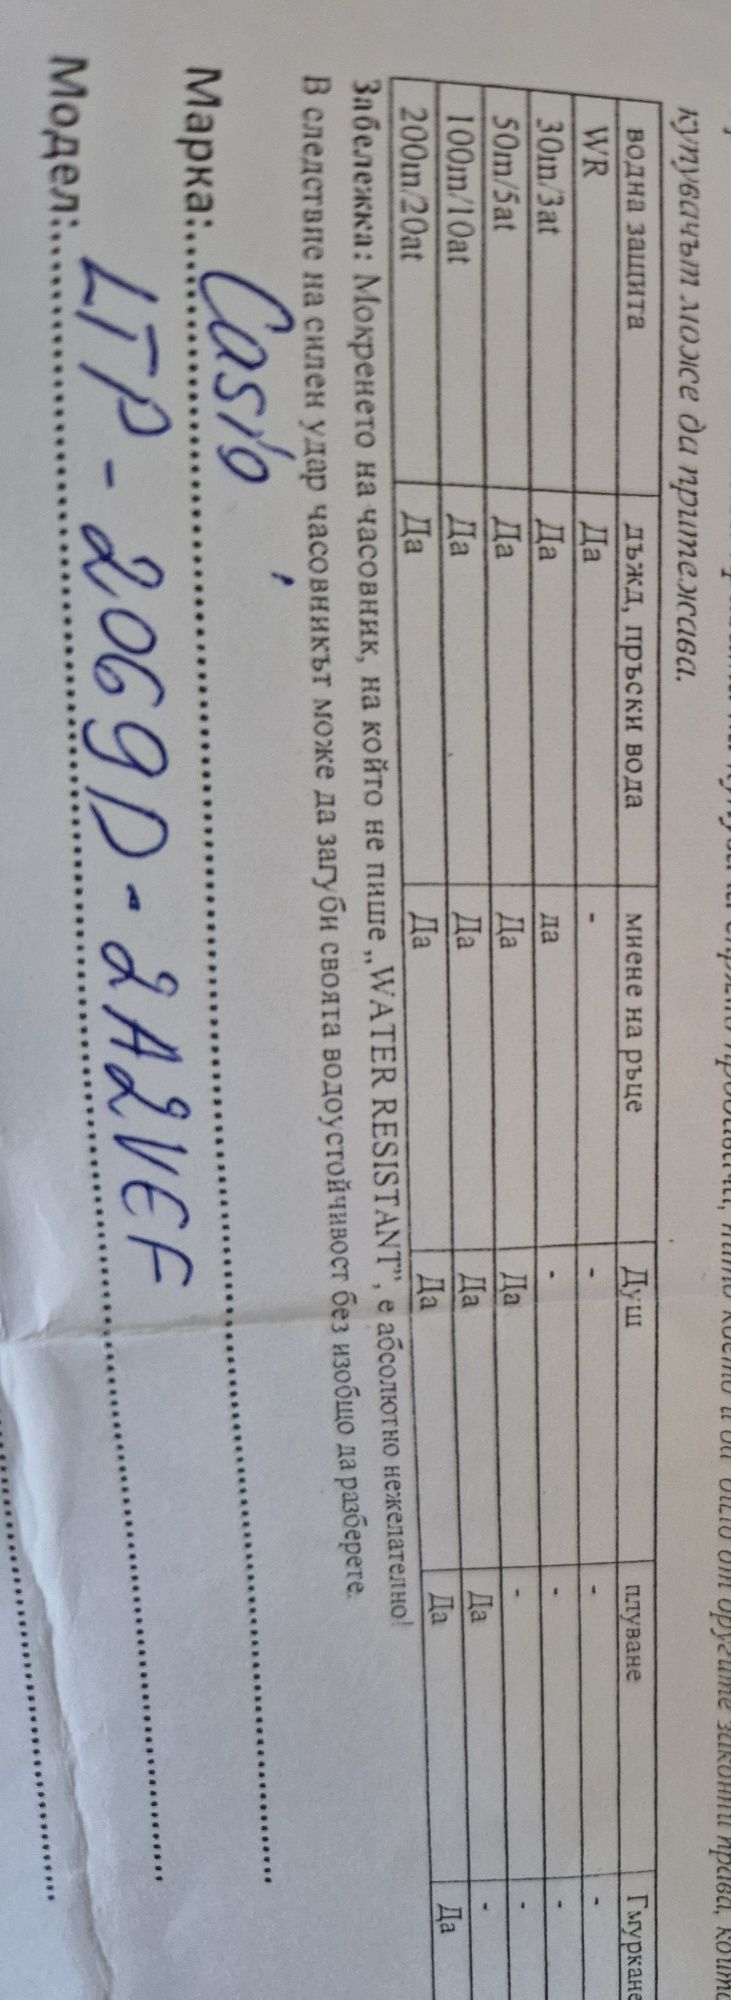 купувачът може да притежава.
водна защита | дъжд, пръски вода | миене на ръце | Душ | плуване | Гмуркане
WR | Да | - | - | - | -
30m/3at | Да | да | - | - | -
50m/5at | Да | Да | Да | - | -
100m/10at | Да | Да | Да | Да | -
200m/20at | Да | Да | Да | Да | Да
Забележка: Мокренето на часовник, на който не пише „WATER RESISTANT”, е абсолютно нежелателно!
В следствие на силен удар часовникът може да загуби своята водоустойчивост без изобщо да разберете.
Марка: Casio
Модел: LTP-2069D-2A2VEF